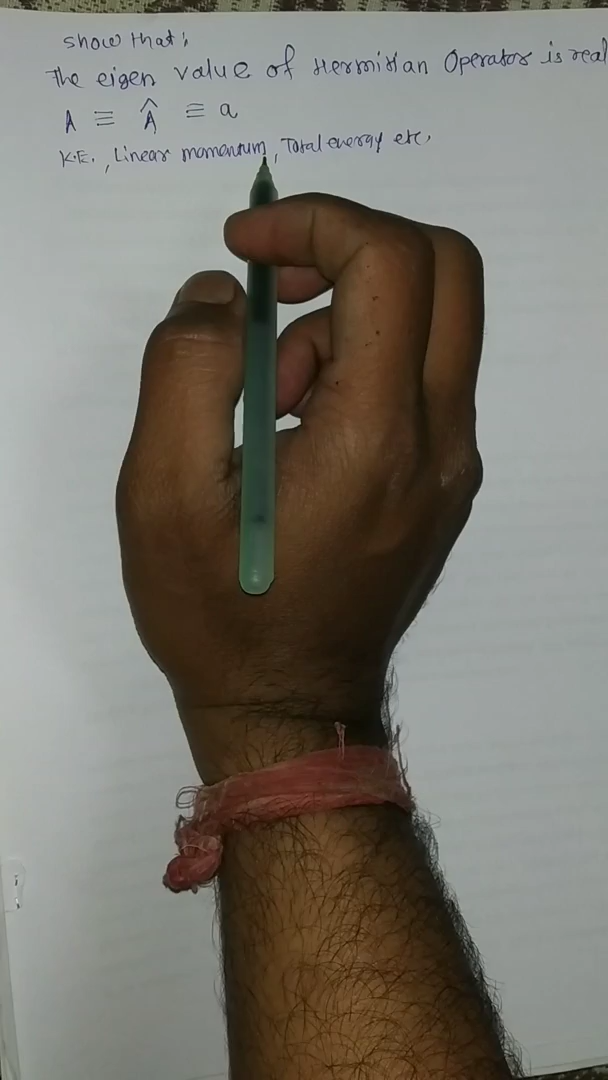 show that:
The eigen value of Hermitian Operator is real
A ≡ Â ≡ a
K.E., Linear momentum, Total energy etc,